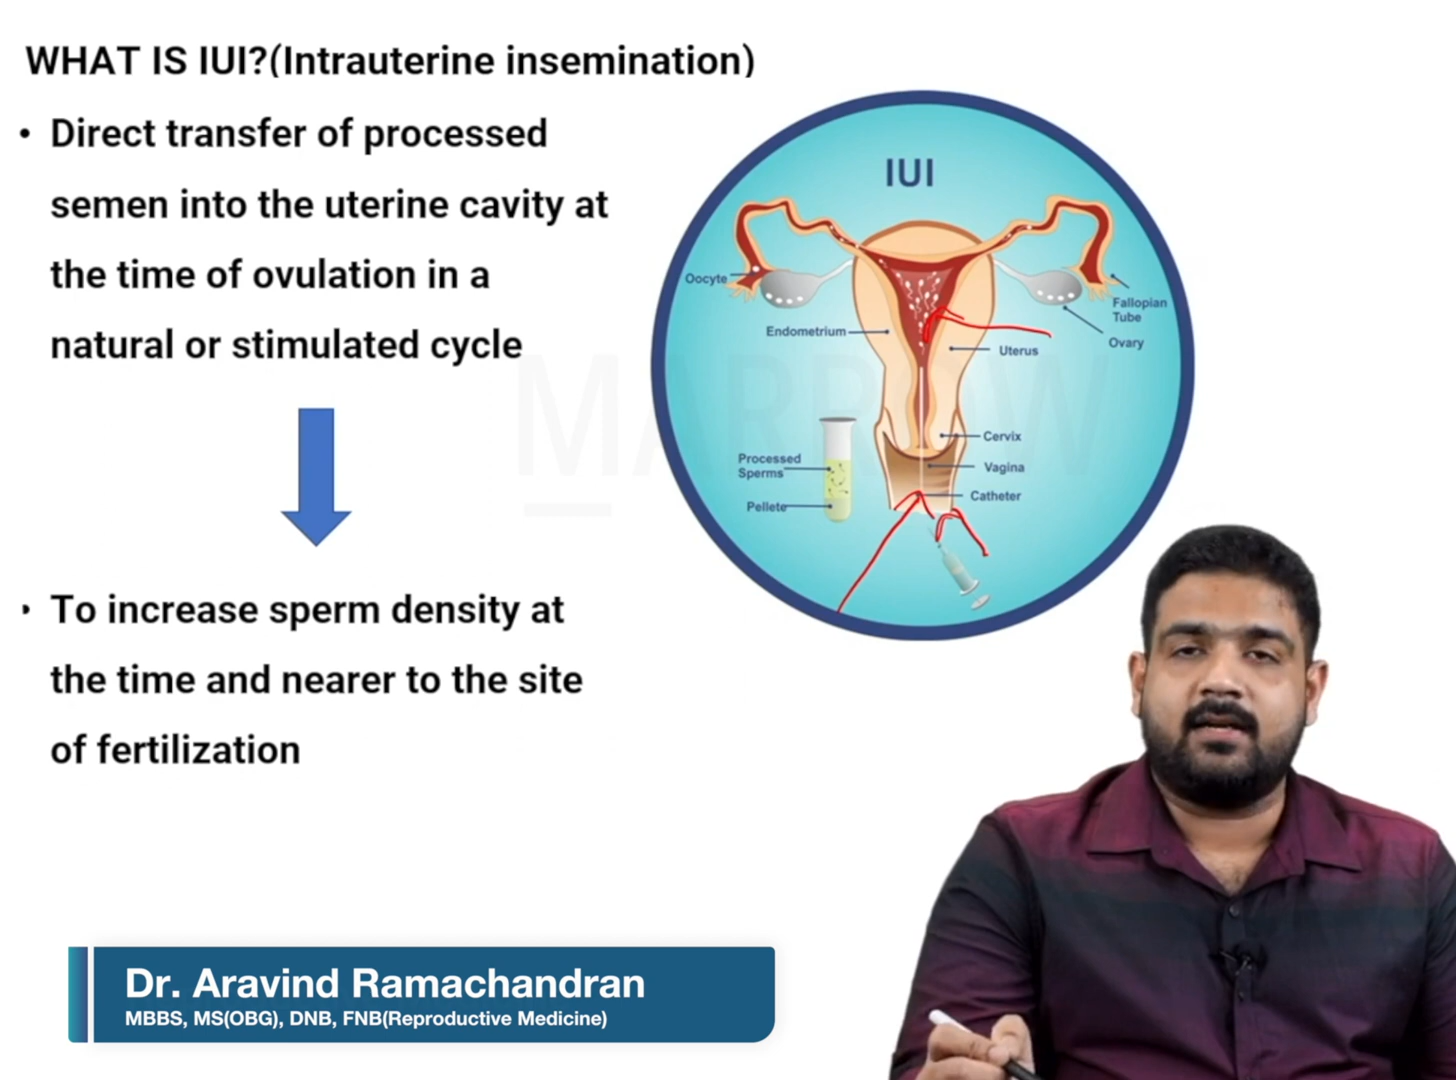 WHAT IS IUI?(Intrauterine insemination)
• Direct transfer of processed
semen into the uterine cavity at
the time of ovulation in a
natural or stimulated cycle
• To increase sperm density at
the time and nearer to the site
of fertilization
IUI
Oocyte
Fallopian
Tube
Endometrium
Ovary
Uterus
Cervix
Processed
Sperms
Vagina
Catheter
Pellete
MARROW
Dr. Aravind Ramachandran
MBBS, MS(OBG), DNB, FNB(Reproductive Medicine)